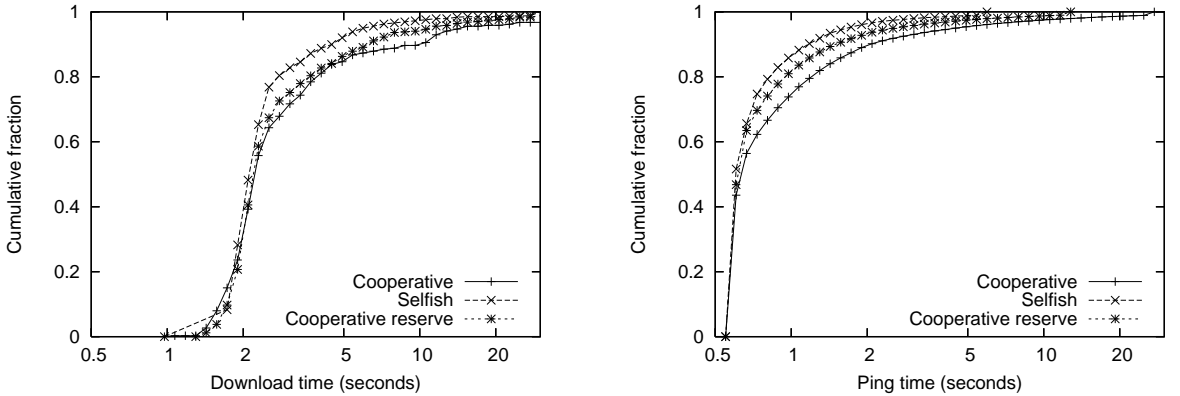 1
0.8
0.6
0.4
0.2
0
Cumulative fraction
Cooperative
Selfish
Cooperative reserve
0.5 1 2 5 10 20
Download time (seconds)
1
0.8
0.6
0.4
0.2
0
Cumulative fraction
Cooperative
Selfish
Cooperative reserve
0.5 1 2 5 10 20
Ping time (seconds)